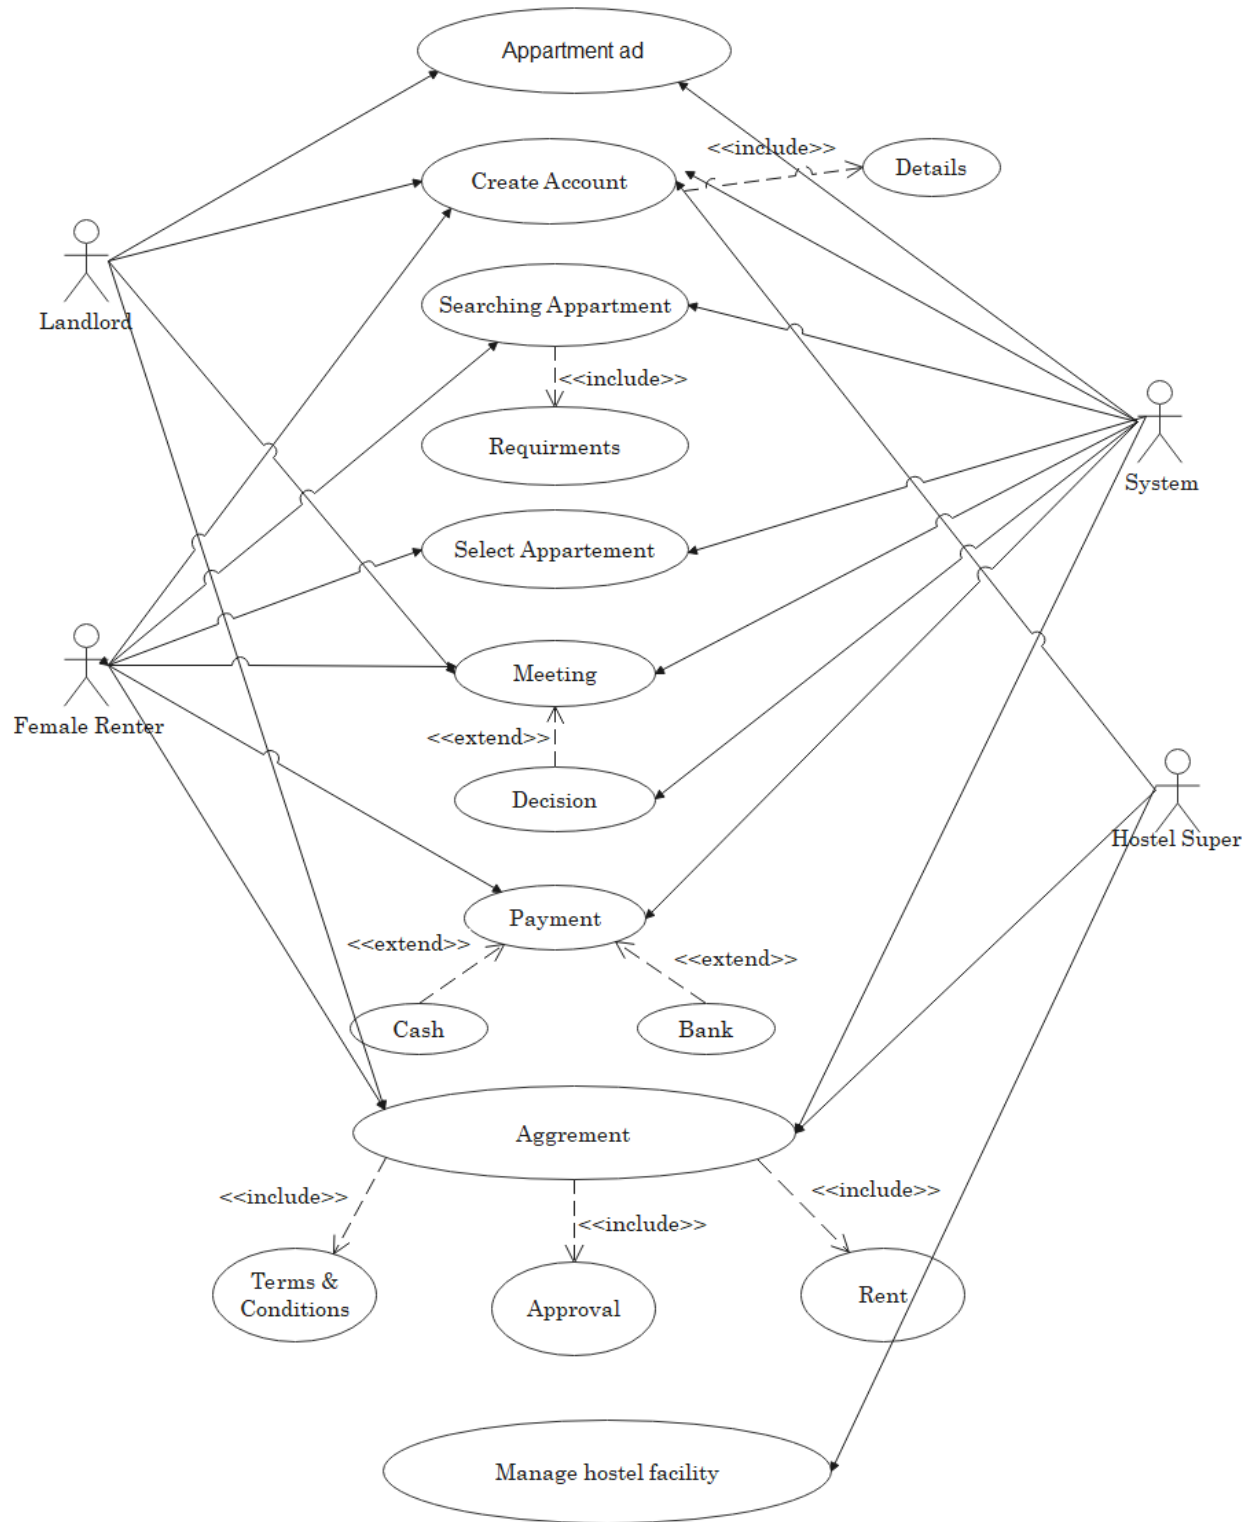 Appartment ad
<<include>>
Details
Create Account
Landlord
Searching Appartment
<<include>>
Requirments
System
Select Appartement
Meeting
Female Renter
<<extend>>
Decision
Hostel Super
Payment
<<extend>>
<<extend>>
Cash
Bank
Aggrement
<<include>>
<<include>>
<<include>>
Terms &
Conditions
Approval
Rent
Manage hostel facility